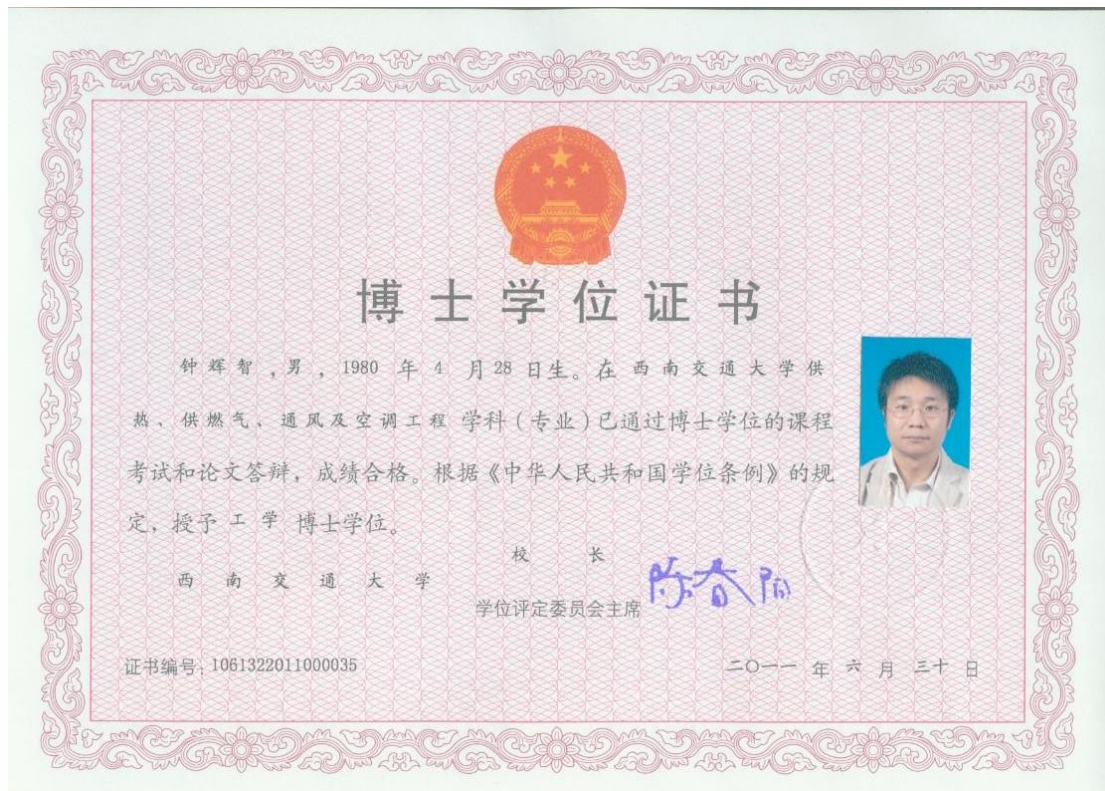 博士学位证书
钟辉智,男,1980 年 4 月 28 日生。在 西南交通大学供
热、供燃气、通风及空调工程 学科(专业)已通过博士学位的课程
考试和论文答辩,成绩合格。根据《中华人民共和国学位条例》的规
定,授予 工学 博士学位。
校 长
西南交通大学
陈春阳
学位评定委员会主席
证书编号:1061322011000035
二〇一一 年 六 月 三十 日